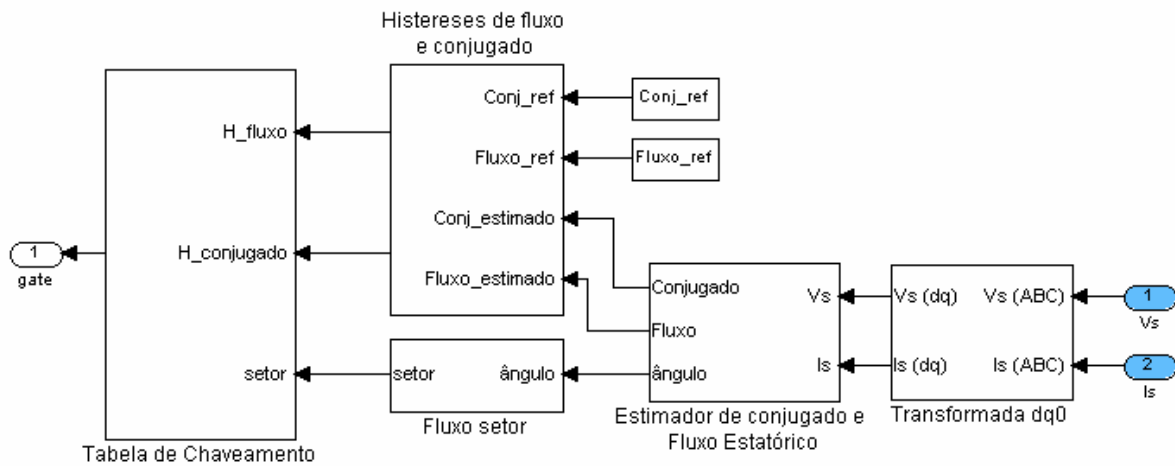 Histereses de fluxo
e conjugado
Conj_ref
Conj_ref
H_fluxo
Fluxo_ref
Fluxo_ref
Conj_estimado
1
gate
H_conjugado
Fluxo_estimado
Conjugado
Vs
Vs (dq)
Vs (ABC)
1
Vs
Fluxo
setor
setor
ângulo
ângulo
Is
Is (dq)
Is (ABC)
2
Is
Fluxo setor
Estimador de conjugado e
Fluxo Estatórico
Transformada dq0
Tabela de Chaveamento